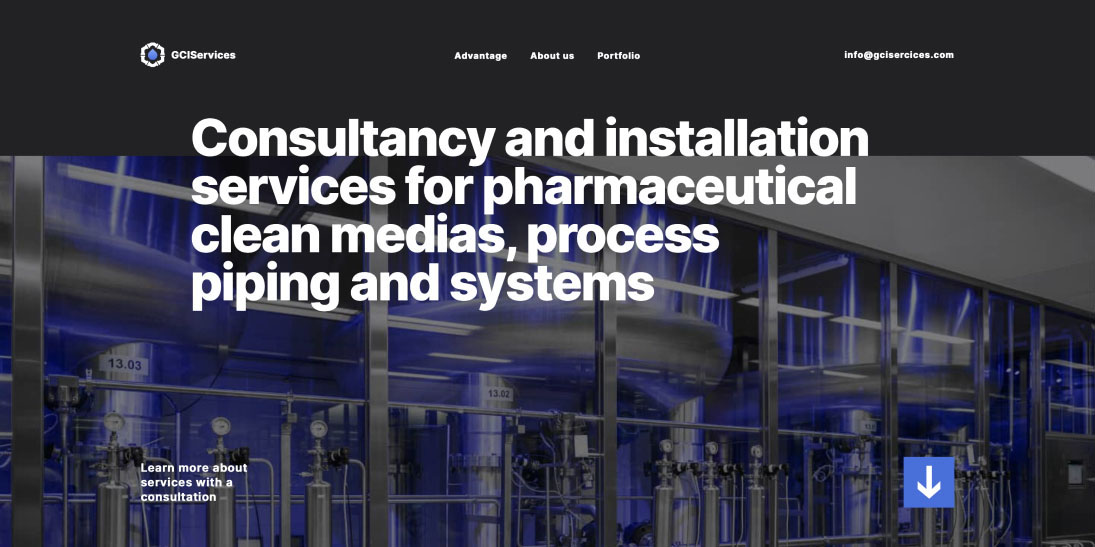 GCIServices
Advantage
About us
Portfolio
info@gcisercices.com
Consultancy and installation
services for pharmaceutical
clean medias, process
piping and systems
13.03
13.02
Learn more about
services with a
consultation